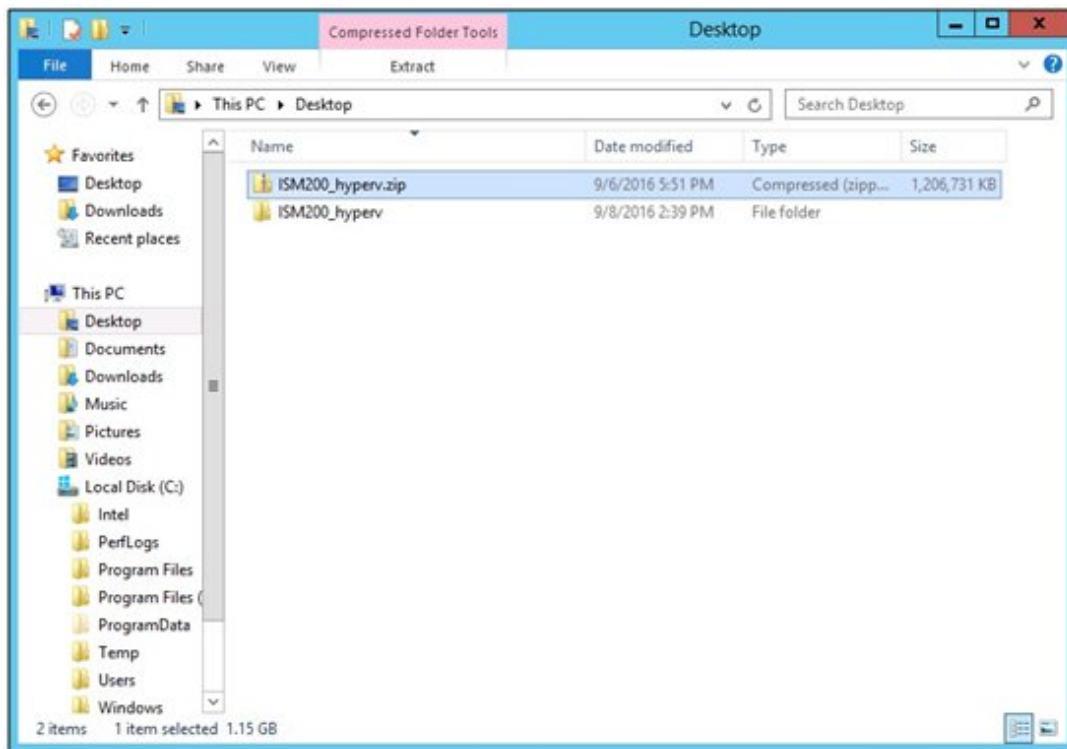 Compressed Folder Tools
Desktop
File Home Share View Extract
This PC Desktop
Search Desktop
Name Date modified Type Size
Favorites
Desktop
Downloads
Recent places
This PC
Desktop
Documents
Downloads
Music
Pictures
Videos
Local Disk (C:)
Intel
PerfLogs
Program Files
Program Files (
ProgramData
Temp
Users
Windows
ISM200_hyperv.zip 9/6/2016 5:51 PM Compressed (zipp... 1,206,731 KB
ISM200_hyperv 9/8/2016 2:39 PM File folder
2 items 1 item selected 1.15 GB